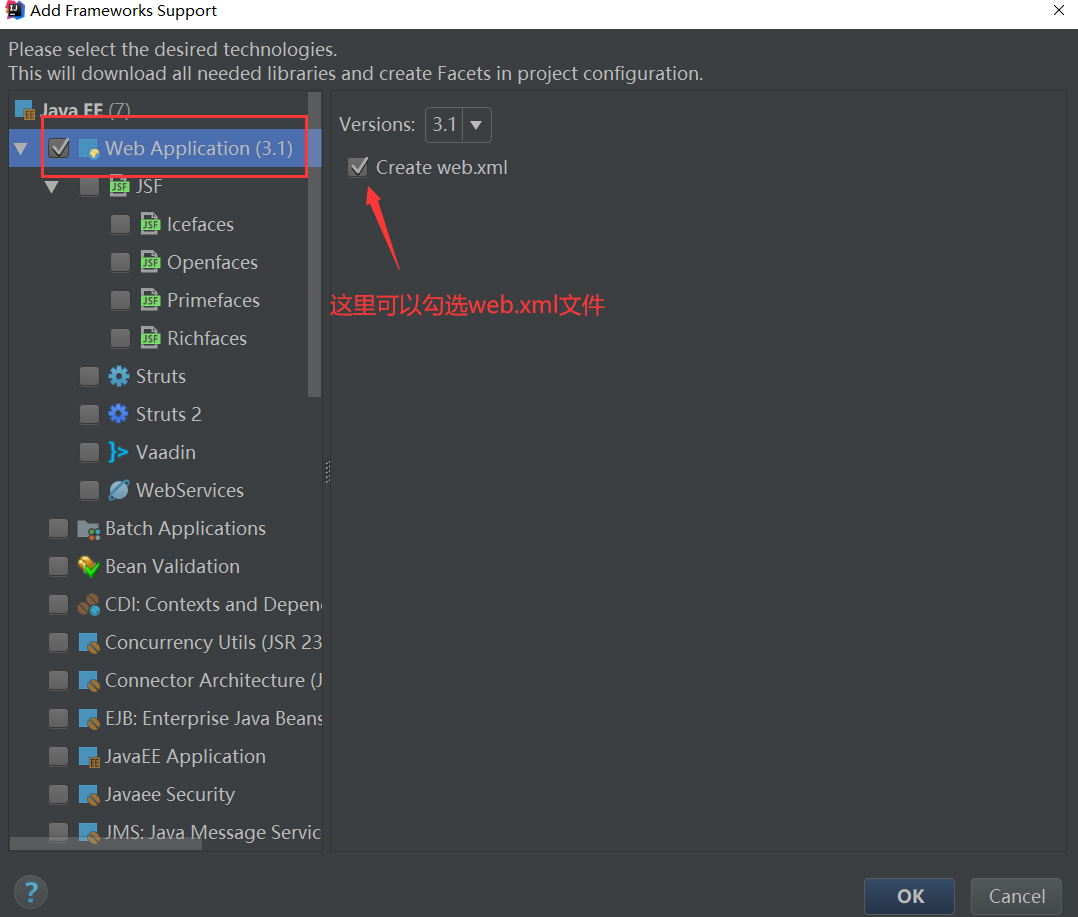 Add Frameworks Support
Please select the desired technologies.
This will download all needed libraries and create Facets in project configuration.
Java EE (7)
Web Application (3.1)
JSF
Icefaces
Openfaces
Primefaces
Richfaces
Struts
Struts 2
Vaadin
WebServices
Batch Applications
Bean Validation
CDI: Contexts and Depen
Concurrency Utils (JSR 23
Connector Architecture (J
EJB: Enterprise Java Beans
JavaEE Application
Javaee Security
JMS: Java Message Servic
Versions: 3.1
Create web.xml
这里可以勾选web.xml文件
?
OK
Cancel